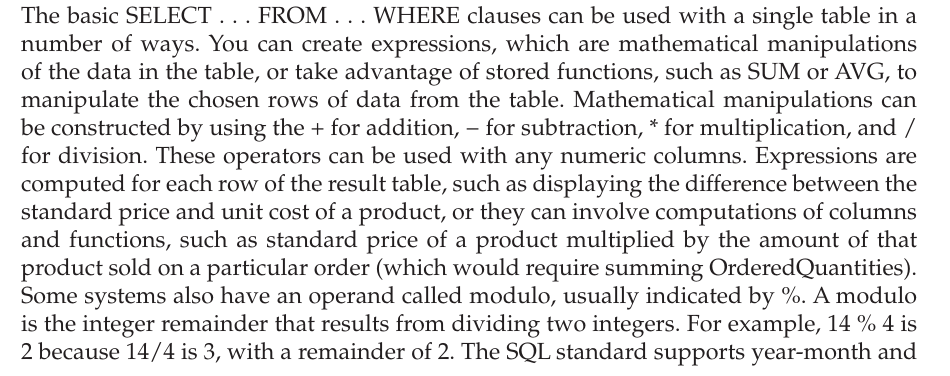 The basic SELECT . . . FROM . . . WHERE clauses can be used with a single table in a
number of ways. You can create expressions, which are mathematical manipulations
of the data in the table, or take advantage of stored functions, such as SUM or AVG, to
manipulate the chosen rows of data from the table. Mathematical manipulations can
be constructed by using the + for addition, – for subtraction, * for multiplication, and /
for division. These operators can be used with any numeric columns. Expressions are
computed for each row of the result table, such as displaying the difference between the
standard price and unit cost of a product, or they can involve computations of columns
and functions, such as standard price of a product multiplied by the amount of that
product sold on a particular order (which would require summing OrderedQuantities).
Some systems also have an operand called modulo, usually indicated by %. A modulo
is the integer remainder that results from dividing two integers. For example, 14 % 4 is
2 because 14/4 is 3, with a remainder of 2. The SQL standard supports year-month and